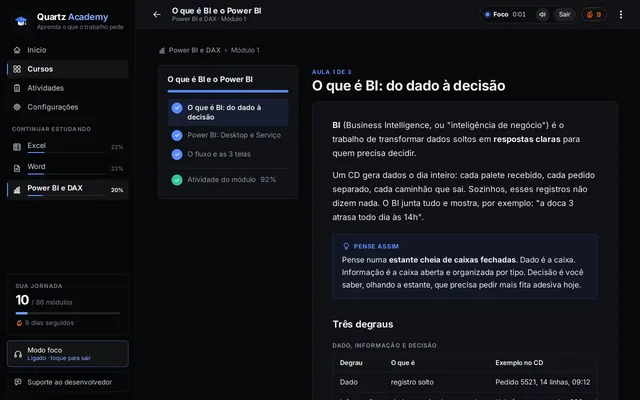 Quartz Academy
Aprenda o que o trabalho pede
Início
Cursos
Atividades
Configurações
CONTINUAR ESTUDANDO
Excel 22%
Word 21%
Power BI e DAX 20%
SUA JORNADA
10 / 86 módulos
9 dias seguidos
Modo foco
Ligado · toque para sair
Suporte ao desenvolvedor
O que é BI e o Power BI
Power BI e DAX · Módulo 1
Foco 0:01
Sair
9
Power BI e DAX › Módulo 1
O que é BI e o Power BI
O que é BI: do dado à
decisão
Power BI: Desktop e Serviço
O fluxo e as 3 telas
Atividade do módulo 92%
AULA 1 DE 3
O que é BI: do dado à decisão
BI (Business Intelligence, ou "inteligência de negócio") é o
trabalho de transformar dados soltos em respostas claras para
quem precisa decidir.
Um CD gera dados o dia inteiro: cada palete recebido, cada pedido
separado, cada caminhão que sai. Sozinhos, esses registros não
dizem nada. O BI junta tudo e mostra, por exemplo: "a doca 3
atrasa todo dia às 14h".
PENSE ASSIM
Pense numa estante cheia de caixas fechadas. Dado é a caixa.
Informação é a caixa aberta e organizada por tipo. Decisão é você
saber, olhando a estante, que precisa pedir mais fita adesiva hoje.
Três degraus
DADO, INFORMAÇÃO E DECISÃO
Degrau O que é Exemplo no CD
Dado registro solto Pedido 5521, 14 linhas, 09:12